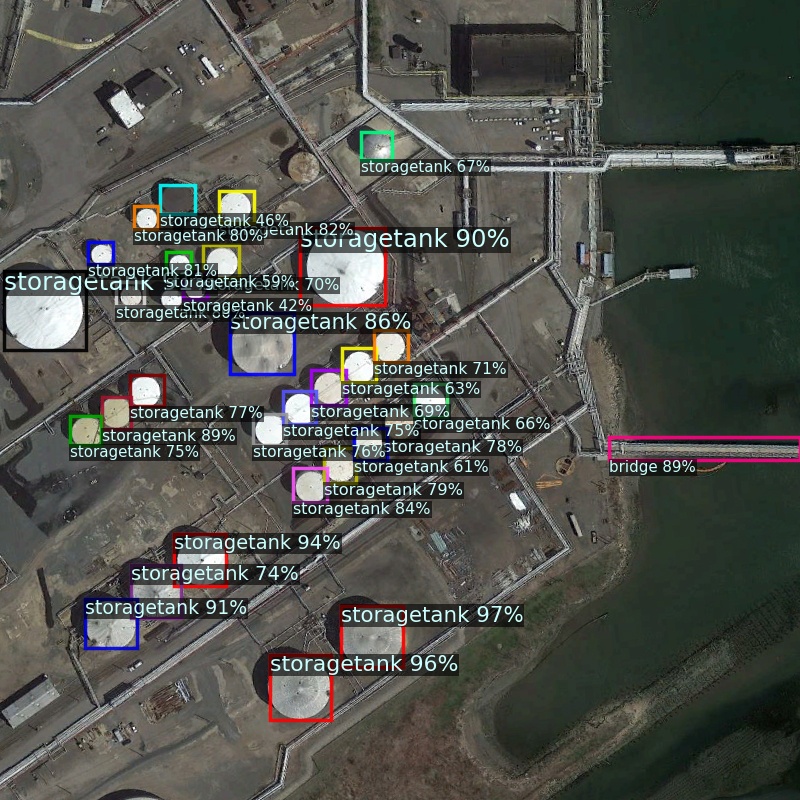 storagetank 67%
storagetank 46%
storagetank 80%
82%
storagetank 90%
storagetank 81%
storagetank 59%
70%
storagetank
storagetank 42%
storagetank
storagetank 86%
storagetank 71%
storagetank 63%
storagetank 77%
storagetank 69%
storagetank 66%
storagetank 75%
storagetank 89%
storagetank 78%
storagetank 75%
storagetank 76%
storagetank 61%
bridge 89%
storagetank 79%
storagetank 84%
storagetank 94%
storagetank 74%
storagetank 91%
storagetank 97%
storagetank 96%